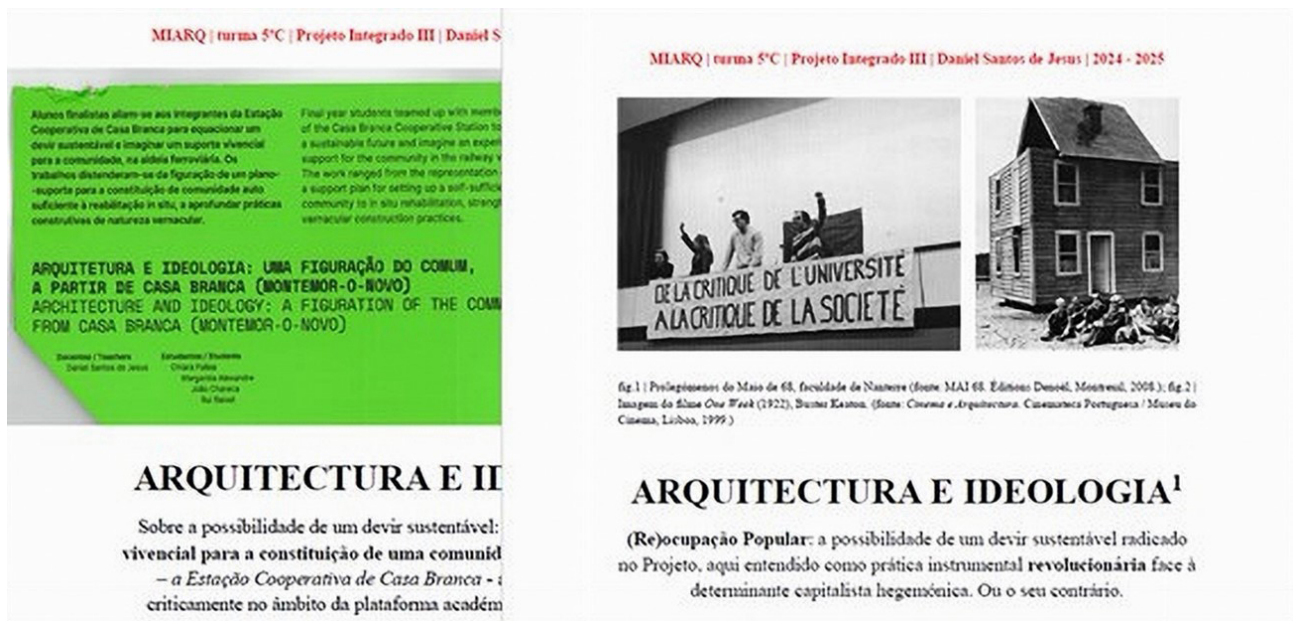 MIARQ | turma 5ºC | Projeto Integrado III | Daniel S
Alunos finalistas aliam-se aos integrantes da Estação
Cooperativa de Casa Branca para equacionar um
devir sustentável e imaginar um suporte vivencial
para a comunidade, na aldeia ferroviária. Os
trabalhos distenderam-se da figuração de um plano-
-suporte para a constituição de comunidade auto
suficiente à reabilitação in situ, a aprofundar práticas
construtivas de natureza vernacular.
Final year students teamed up with membe
of the Casa Branca Cooperative Station to
a sustainable future and imagine an experi
support for the community in the railway v
The work ranged from the representation
a support plan for setting up a self-suffici
community to in situ rehabilitation, strength
vernacular construction practices.
ARQUITETURA E IDEOLOGIA: UMA FIGURAÇÃO DO COMUM,
A PARTIR DE CASA BRANCA (MONTEMOR-O-NOVO)
ARCHITECTURE AND IDEOLOGY: A FIGURATION OF THE COMM
FROM CASA BRANCA (MONTEMOR-O-NOVO)
Docentes / Teachers
Daniel Santos de Jesus
Estudantes / Students
Margarida Alexandre
ARQUITECTURA E ID
Sobre a possibilidade de um devir sustentável:
vivencial para a constituição de uma comunid
– a Estação Cooperativa de Casa Branca - a
criticamente no âmbito da plataforma académ
MIARQ | turma 5ºC | Projeto Integrado III | Daniel Santos de Jesus | 2024 - 2025
DE LA CRITIQUE DE L'UNIVERSITÉ
A LA CRITIQUE DE LA SOCIETÉ
fig.1 | Prolegómenos do Maio de 68, faculdade de Nanterre (fonte: MAI 68. Éditions Denoël, Montreuil, 2008.); fig.2 |
Imagem do filme One Week (1922), Buster Keaton. (fonte: Cinema e Arquitectura. Cinemateca Portuguesa / Museu do
Cinema, Lisboa, 1999.)
ARQUITECTURA E IDEOLOGIA¹
(Re)ocupação Popular: a possibilidade de um devir sustentável radicado
no Projeto, aqui entendido como prática instrumental revolucionária face à
determinante capitalista hegemónica. Ou o seu contrário.